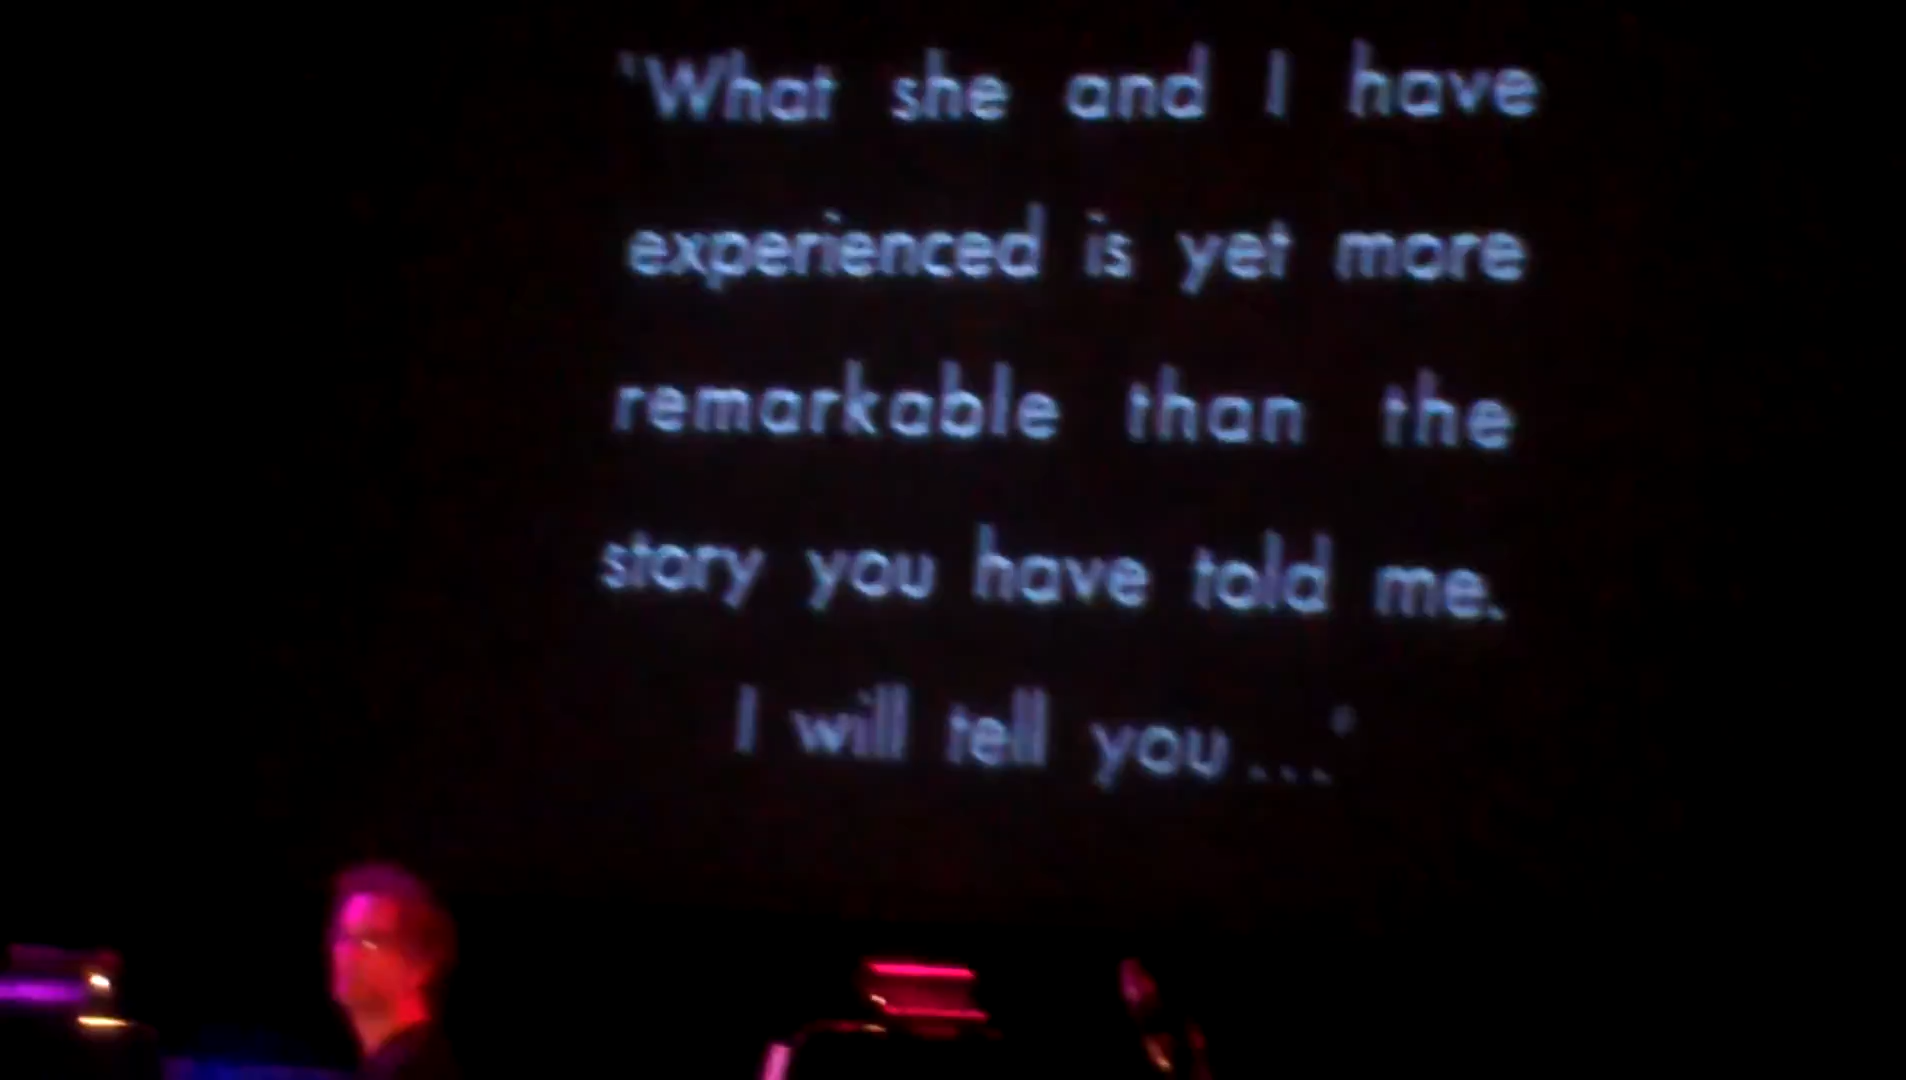 "What she and I have
experienced is yet more
remarkable than the
story you have told me.
I will tell you..."